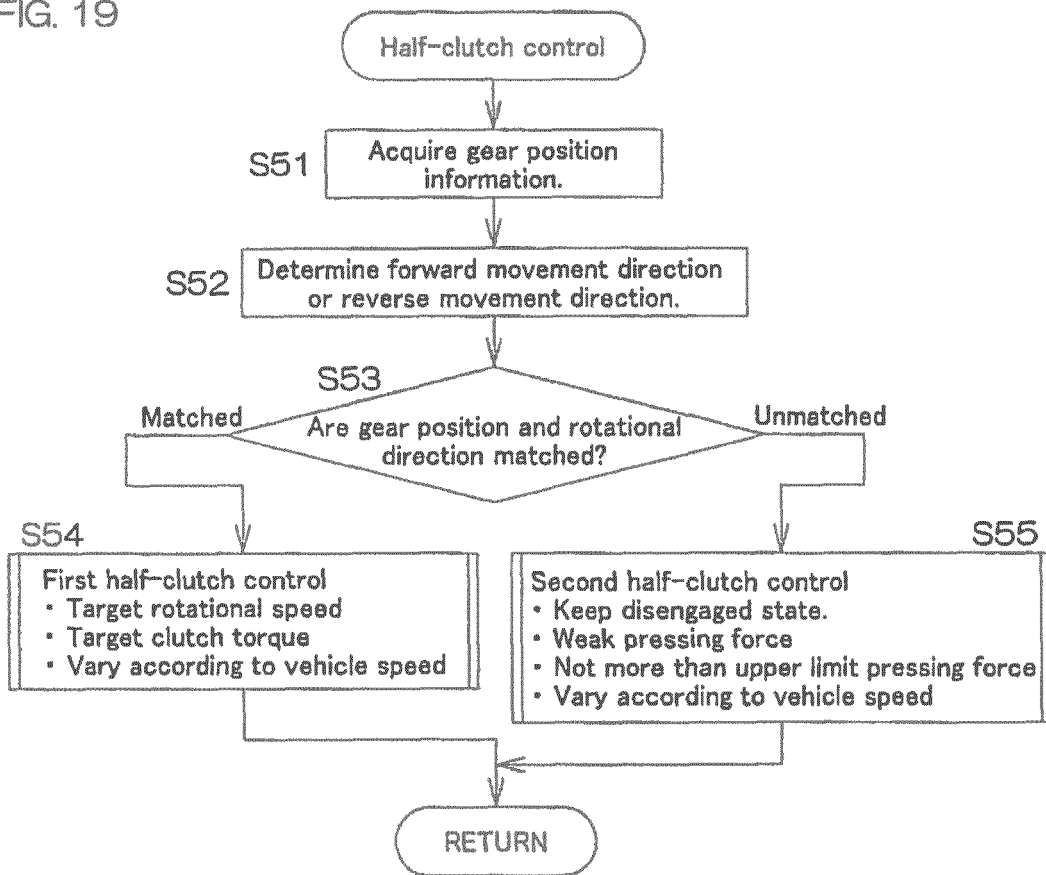 FIG. 19
Half-clutch control
S51
Acquire gear position
information.
S52
Determine forward movement direction
or reverse movement direction.
S53
Matched
Unmatched
Are gear position and rotational
direction matched?
S54
First half-clutch control
・ Target rotational speed
・ Target clutch torque
・ Vary according to vehicle speed
S55
Second half-clutch control
・ Keep disengaged state.
・ Weak pressing force
・ Not more than upper limit pressing force
・ Vary according to vehicle speed
RETURN